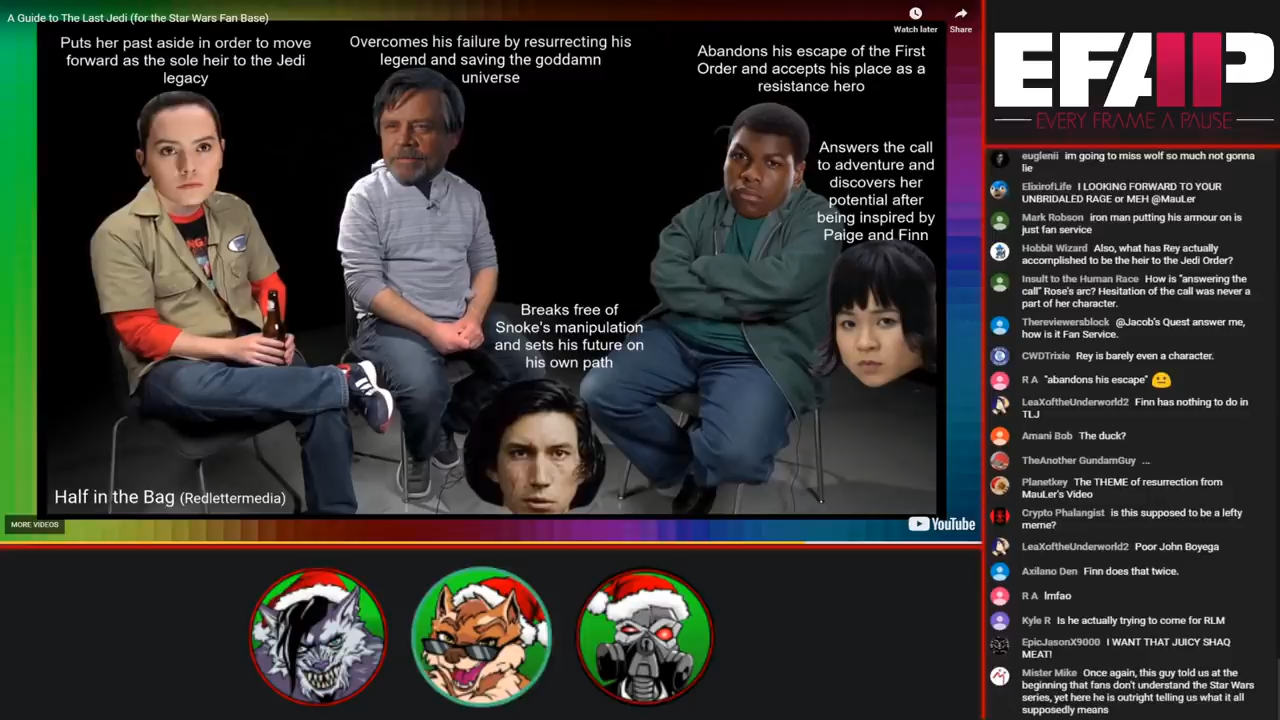 A Guide to The Last Jedi (for the Star Wars Fan Base)
Watch later
Share
Puts her past aside in order to move
forward as the sole heir to the Jedi
legacy
Overcomes his failure by resurrecting his
legend and saving the goddamn
universe
Abandons his escape of the First
Order and accepts his place as a
resistance hero
Answers the call
to adventure and
discovers her
potential after
being inspired by
Paige and Finn
Breaks free of
Snoke's manipulation
and sets his future on
his own path
Half in the Bag (Redlettermedia)
MORE VIDEOS
YouTube
EFAP
EVERY FRAME A PAUSE
euglenii im going to miss wolf so much not gonna
lie
ElixirofLife I LOOKING FORWARD TO YOUR
UNBRIDALED RAGE or MEH @MauLer
Mark Robson iron man putting his armour on is
just fan service
Hobbit Wizard Also, what has Rey actually
accomplished to be the heir to the Jedi Order?
Insult to the Human Race How is "answering the
call" Rose's arc? Hesitation of the call was never a
part of her character.
Thereviewersblock @Jacob's Quest answer me,
how is it Fan Service.
CWDTrixie Rey is barely even a character.
R A "abandons his escape" 😐
LeaXoftheUnderworld2 Finn has nothing to do in
TLJ
Amani Bob The duck?
TheAnother GundamGuy ...
Planetkey The THEME of resurrection from
MauLer's Video
Crypto Phalangist is this supposed to be a lefty
meme?
LeaXoftheUnderworld2 Poor John Boyega
Axilano Den Finn does that twice.
R A lmfao
Kyle R Is he actually trying to come for RLM
EpicJasonX9000 I WANT THAT JUICY SHAQ
MEAT!
Mister Mike Once again, this guy told us at the
beginning that fans don't understand the Star Wars
series, yet here he is outright telling us what it all
supposedly means